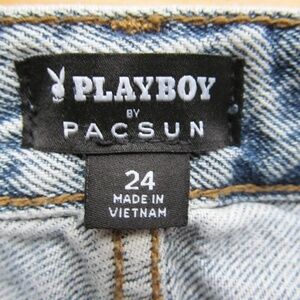 PLAYBOY
BY
PACSUN
24
MADE IN
VIETNAM